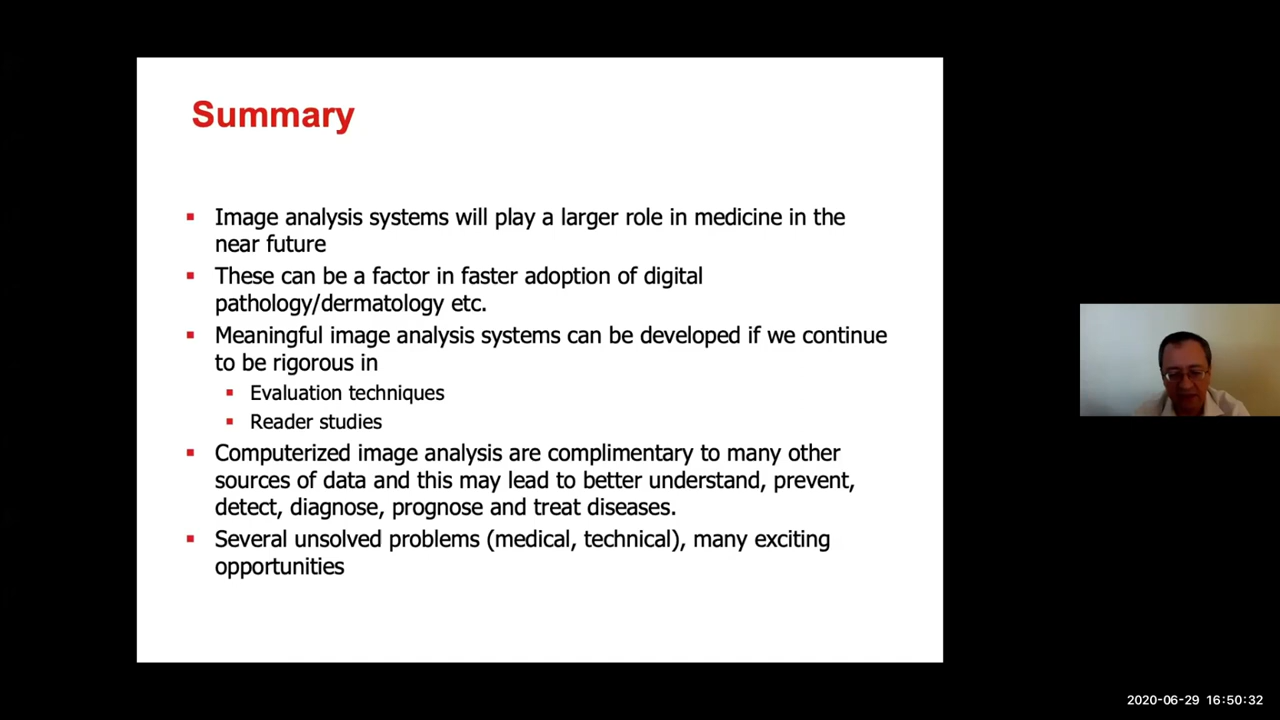 Summary
Image analysis systems will play a larger role in medicine in the
near future
These can be a factor in faster adoption of digital
pathology/dermatology etc.
Meaningful image analysis systems can be developed if we continue
to be rigorous in
Evaluation techniques
Reader studies
Computerized image analysis are complimentary to many other
sources of data and this may lead to better understand, prevent,
detect, diagnose, prognose and treat diseases.
Several unsolved problems (medical, technical), many exciting
opportunities
2020-06-29 16:50:32